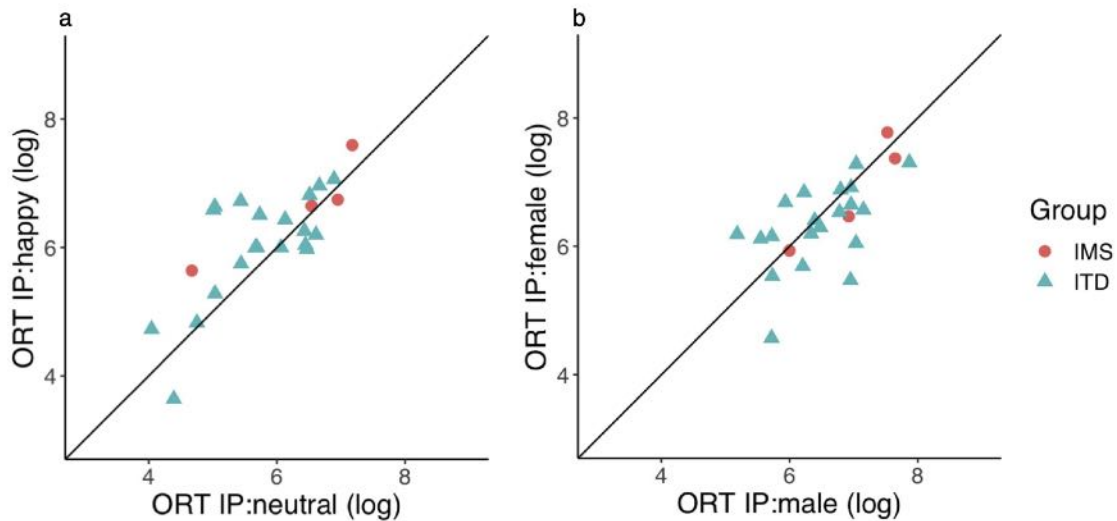 a
ORT IP:happy (log)
8
6
4
4
6
8
ORT IP:neutral (log)
b
ORT IP:female (log)
8
6
4
4
6
8
ORT IP:male (log)
Group
IMS
ITD